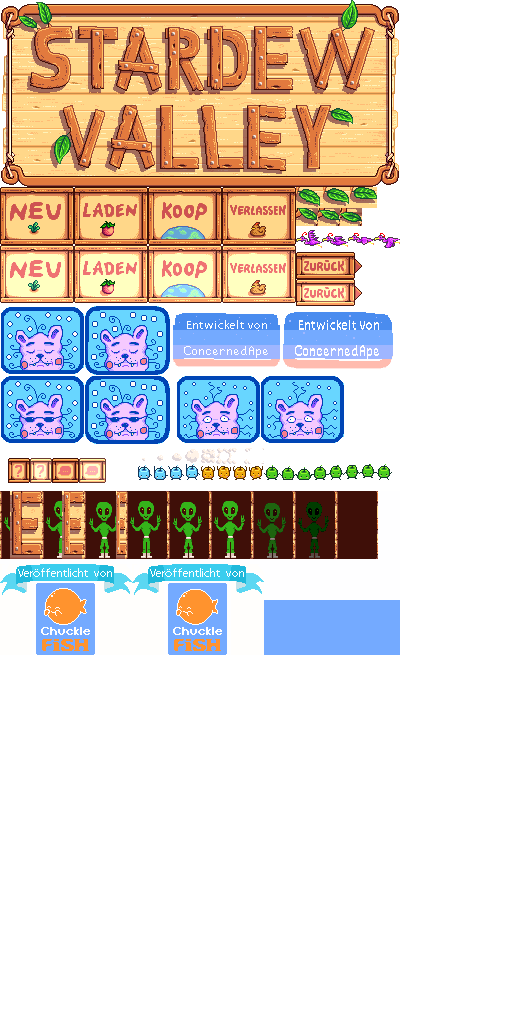 STARDEW
VALLEY
NEU LADEN KOOP VERLASSEN
NEU LADEN KOOP VERLASSEN
ZURÜCK
ZURÜCK
Entwickelt von
ConcernedApe
Entwickelt von
ConcernedApe
? ?
E E
Veröffentlicht von
Chuckle
FISH
Veröffentlicht von
Chuckle
FISH